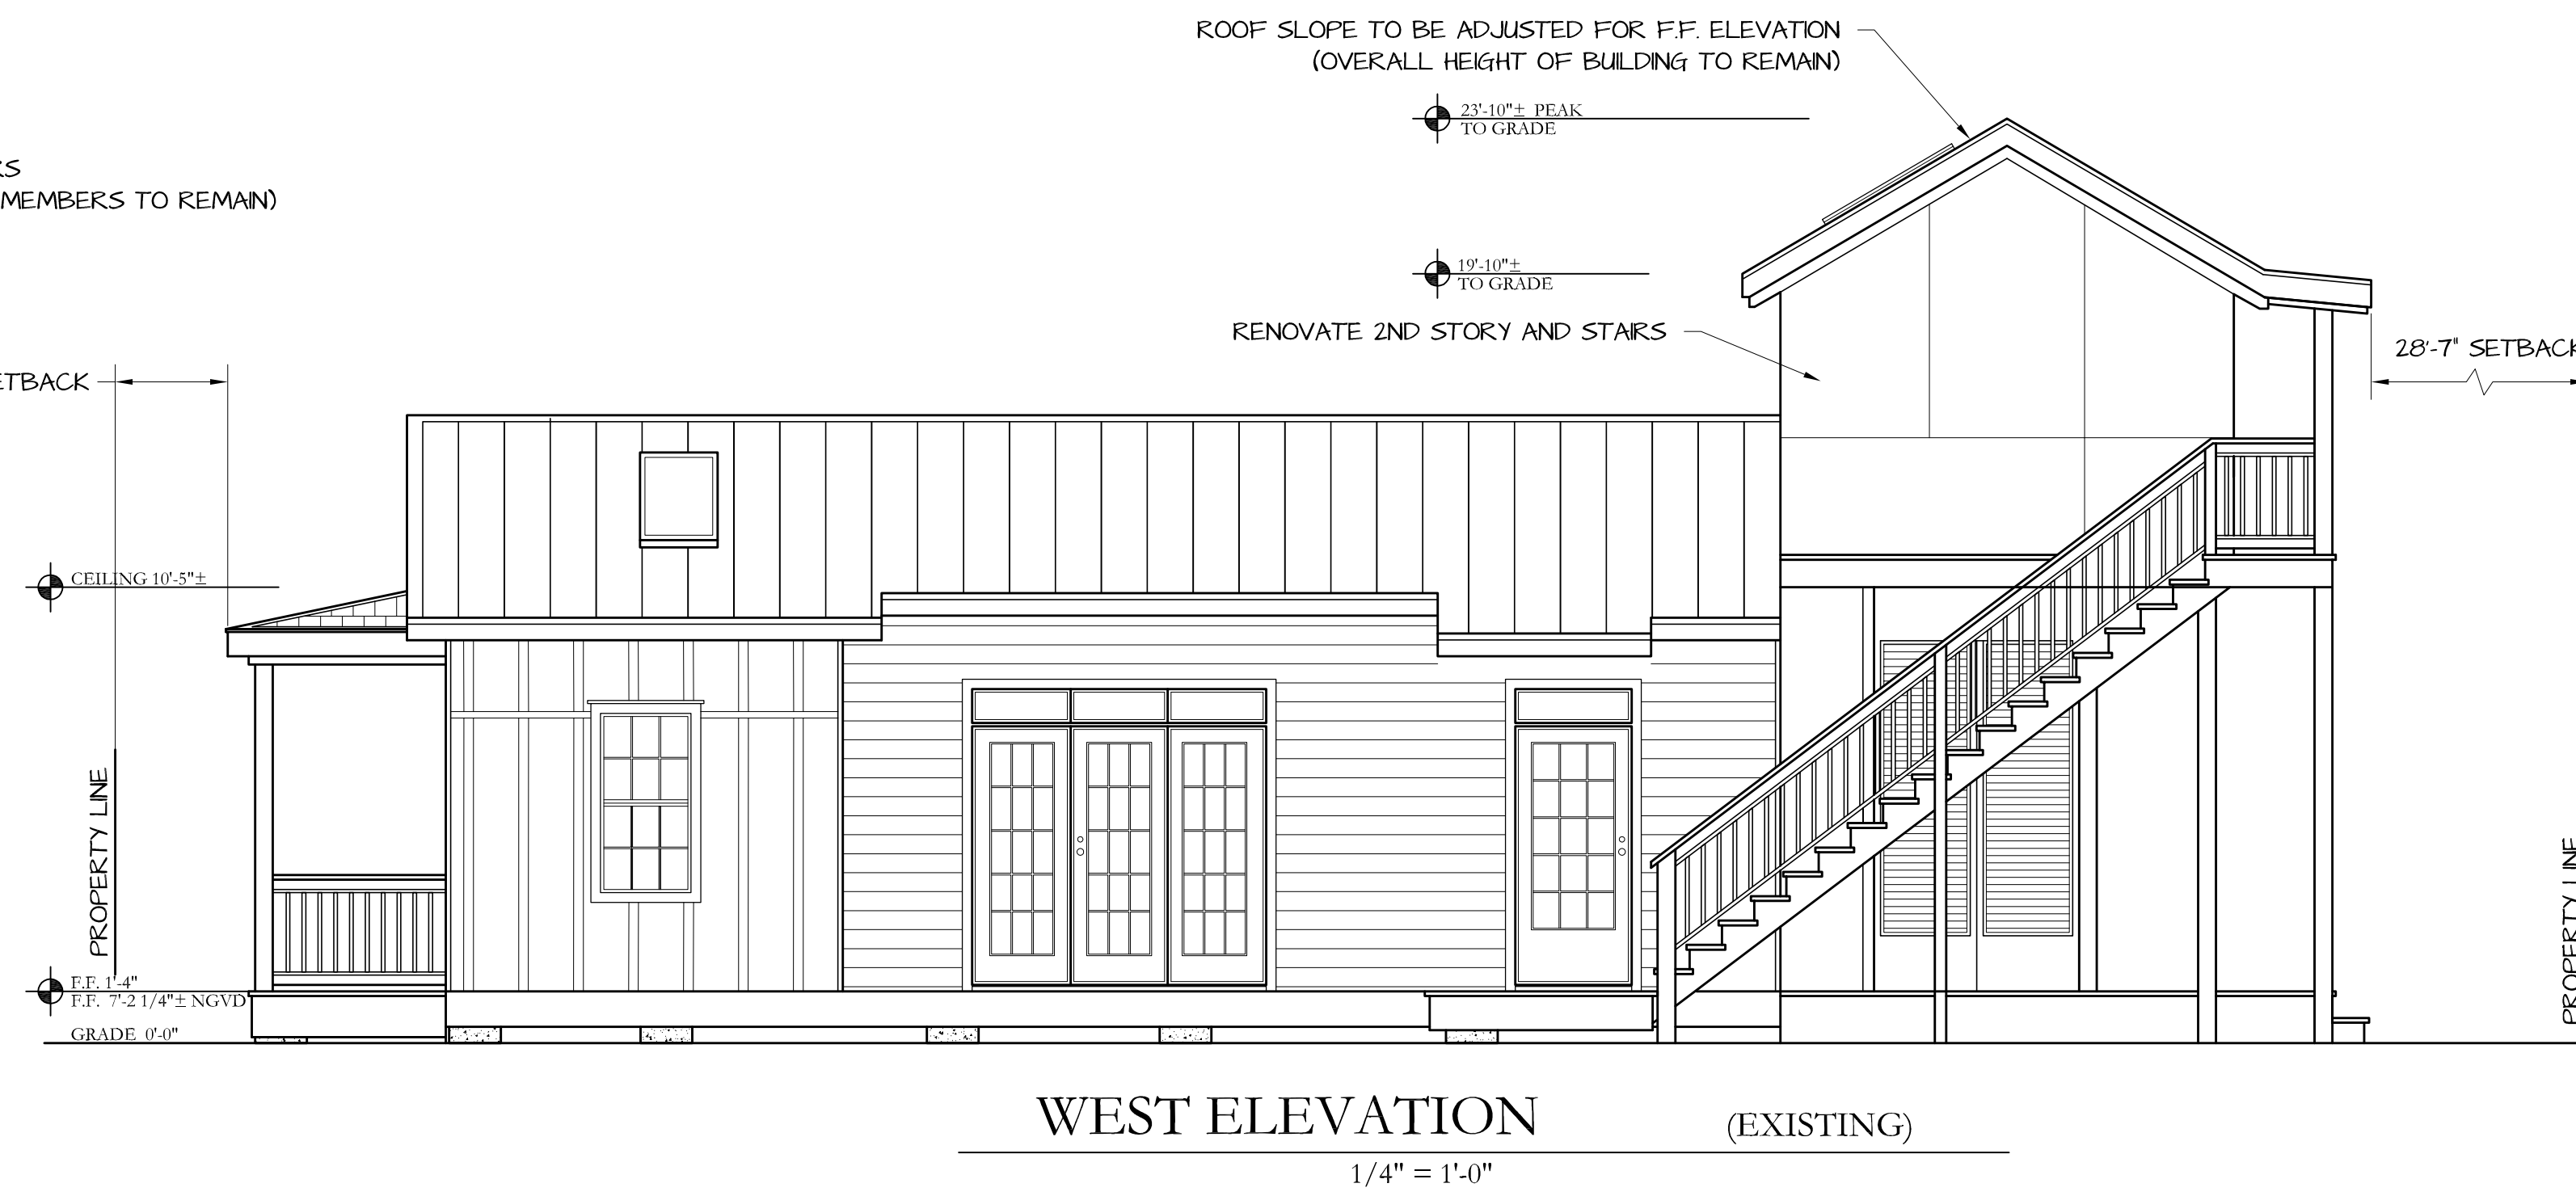 ROOF SLOPE TO BE ADJUSTED FOR F.F. ELEVATION
(OVERALL HEIGHT OF BUILDING TO REMAIN)
23'-10"± PEAK
TO GRADE
MEMBERS TO REMAIN)
19'-10"±
TO GRADE
RENOVATE 2ND STORY AND STAIRS
28'-7" SETBACK
CEILING 10'-5"±
PROPERTY LINE
PROPERTY LINE
F.F. 1'-4"
F.F. 7'-2 1/4"± NGVD
GRADE 0'-0"
WEST ELEVATION (EXISTING)
1/4" = 1'-0"